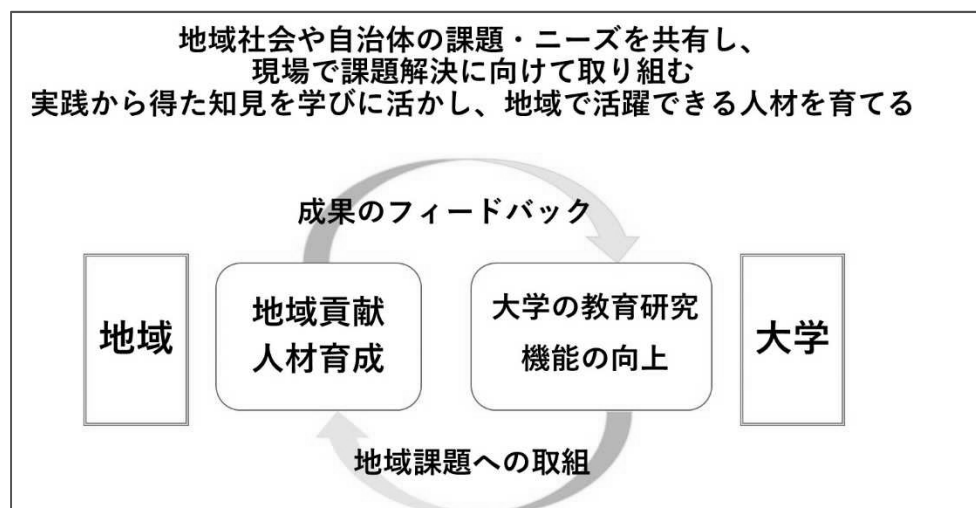 地域社会や自治体の課題・ニーズを共有し、
現場で課題解決に向けて取り組む
実践から得た知見を学びに活かし、地域で活躍できる人材を育てる
成果のフィードバック
地域
地域貢献
人材育成
大学の教育研究
機能の向上
大学
地域課題への取組